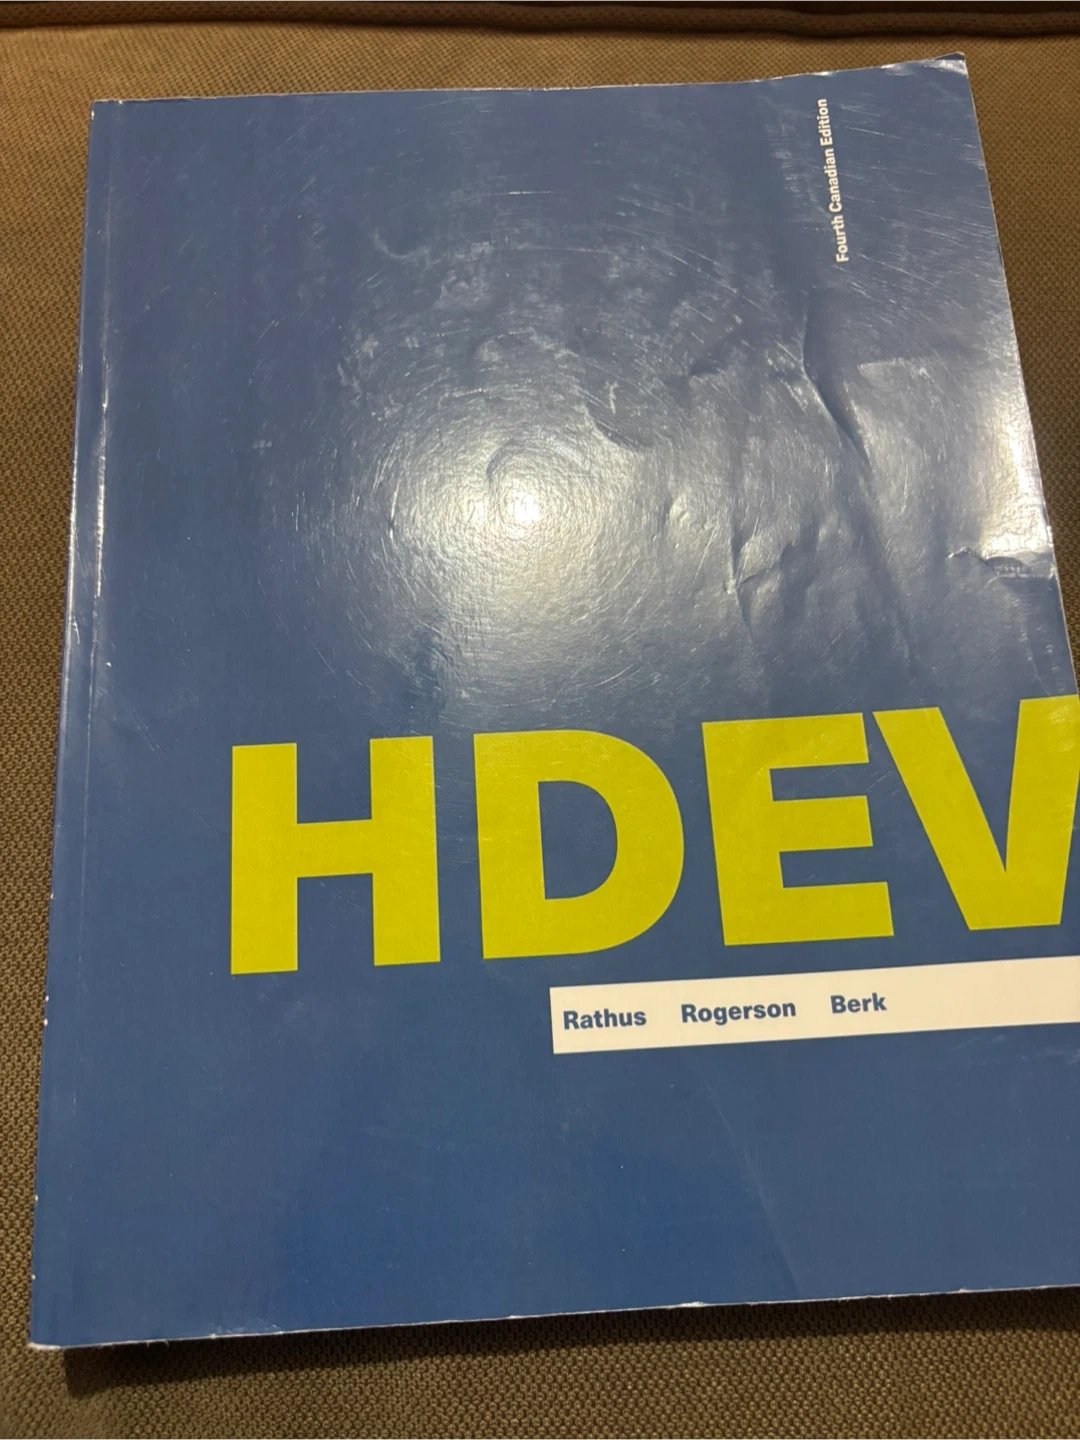 Fourth Canadian Edition
HDEV
Rathus Rogerson Berk